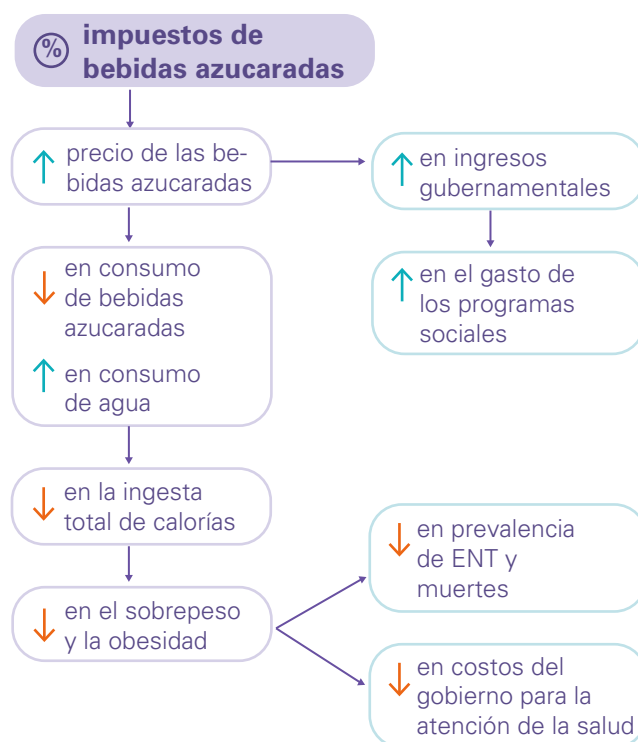 %
impuestos de
bebidas azucaradas
precio de las be-
bidas azucaradas
en ingresos
gubernamentales
en consumo
de bebidas
azucaradas
en consumo
de agua
en el gasto de
los programas
sociales
en la ingesta
total de calorías
en prevalencia
de ENT y
muertes
en el sobrepeso
y la obesidad
en costos del
gobierno para la
atención de la salud